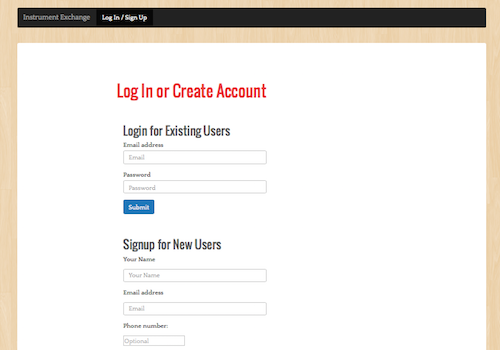 Instrument Exchange Log In / Sign Up
Log In or Create Account
Login for Existing Users
Email address
Email
Password
Password
Submit
Signup for New Users
Your Name
Your Name
Email address
Email
Phone number:
Optional